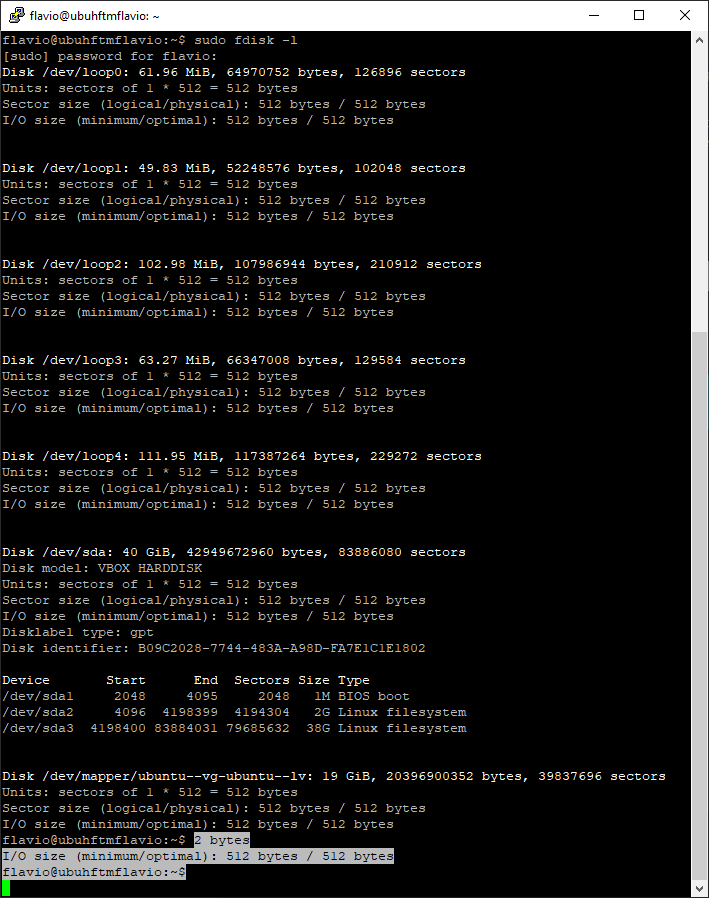 flavio@ubuhftmflavio: ~
flavio@ubuhftmflavio:~$ sudo fdisk -l
[sudo] password for flavio:
Disk /dev/loop0: 61.96 MiB, 64970752 bytes, 126896 sectors
Units: sectors of 1 * 512 = 512 bytes
Sector size (logical/physical): 512 bytes / 512 bytes
I/O size (minimum/optimal): 512 bytes / 512 bytes
Disk /dev/loop1: 49.83 MiB, 52248576 bytes, 102048 sectors
Units: sectors of 1 * 512 = 512 bytes
Sector size (logical/physical): 512 bytes / 512 bytes
I/O size (minimum/optimal): 512 bytes / 512 bytes
Disk /dev/loop2: 102.98 MiB, 107986944 bytes, 210912 sectors
Units: sectors of 1 * 512 = 512 bytes
Sector size (logical/physical): 512 bytes / 512 bytes
I/O size (minimum/optimal): 512 bytes / 512 bytes
Disk /dev/loop3: 63.27 MiB, 66347008 bytes, 129584 sectors
Units: sectors of 1 * 512 = 512 bytes
Sector size (logical/physical): 512 bytes / 512 bytes
I/O size (minimum/optimal): 512 bytes / 512 bytes
Disk /dev/loop4: 111.95 MiB, 117387264 bytes, 229272 sectors
Units: sectors of 1 * 512 = 512 bytes
Sector size (logical/physical): 512 bytes / 512 bytes
I/O size (minimum/optimal): 512 bytes / 512 bytes
Disk /dev/sda: 40 GiB, 42949672960 bytes, 83886080 sectors
Disk model: VBOX HARDDISK
Units: sectors of 1 * 512 = 512 bytes
Sector size (logical/physical): 512 bytes / 512 bytes
I/O size (minimum/optimal): 512 bytes / 512 bytes
Disklabel type: gpt
Disk identifier: B09C2028-7744-483A-A98D-FA7E1C1E1802
Device       Start      End  Sectors Size Type
/dev/sda1     2048     4095     2048   1M BIOS boot
/dev/sda2     4096  4198399  4194304   2G Linux filesystem
/dev/sda3  4198400 83884031 79685632  38G Linux filesystem
Disk /dev/mapper/ubuntu--vg-ubuntu--lv: 19 GiB, 20396900352 bytes, 39837696 sectors
Units: sectors of 1 * 512 = 512 bytes
Sector size (logical/physical): 512 bytes / 512 bytes
I/O size (minimum/optimal): 512 bytes / 512 bytes
flavio@ubuhftmflavio:~$ 2 bytes
I/O size (minimum/optimal): 512 bytes / 512 bytes
flavio@ubuhftmflavio:~$